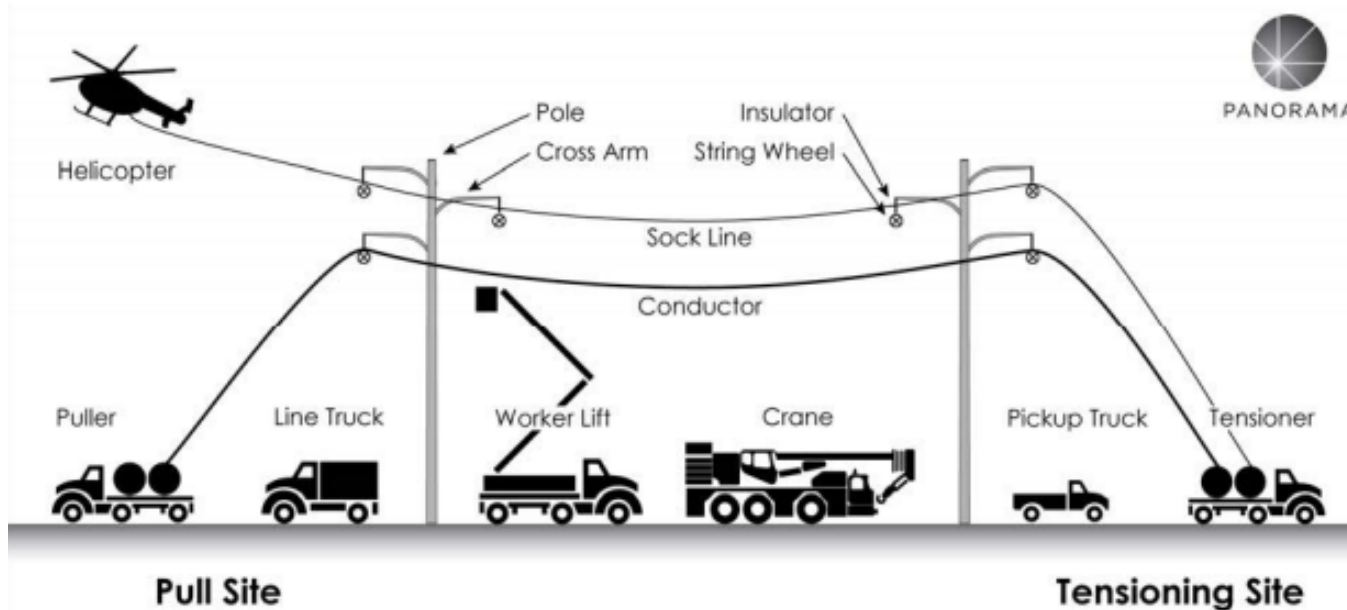 PANORAMA
Pole
Insulator
Cross Arm
String Wheel
Helicopter
Sock Line
Conductor
Puller
Line Truck
Worker Lift
Crane
Pickup Truck
Tensioner
Pull Site
Tensioning Site